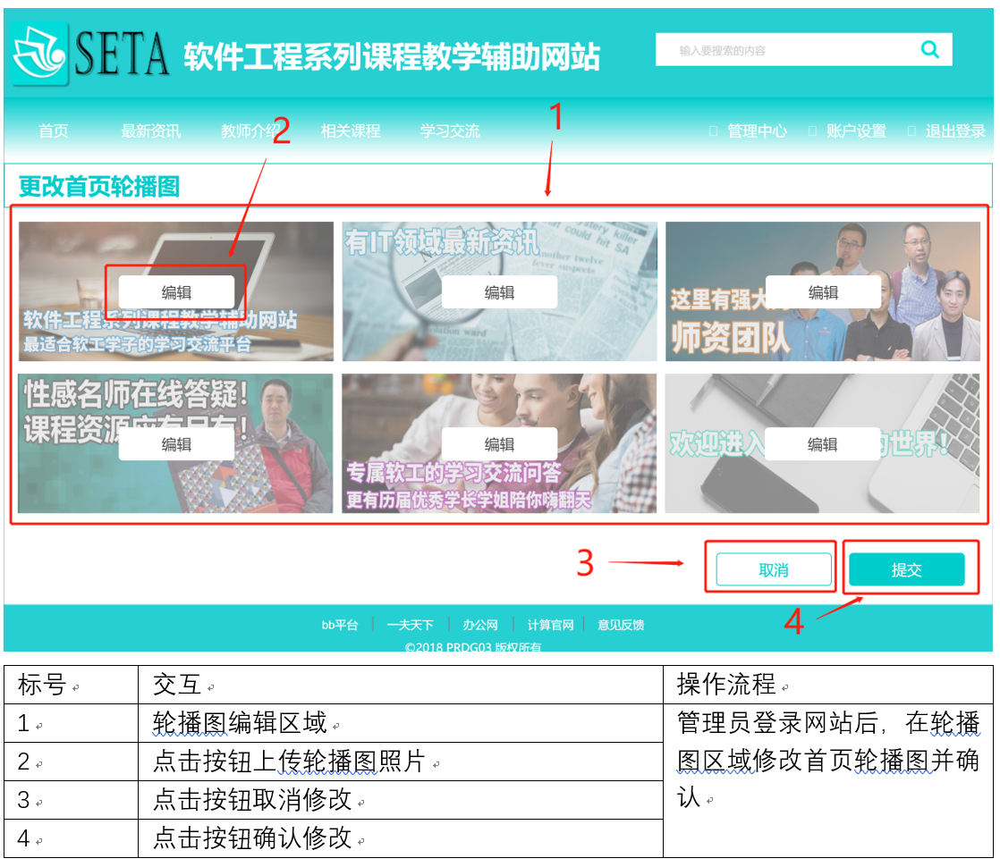 SETA 软件工程系列课程教学辅助网站 输入要搜索的内容
1
首页 最新资讯 教师介绍 相关课程 学习交流 管理中心 账户设置 退出登录
2
更改首页轮播图
编辑
软件工程系列课程教学辅助网站
最适合软工学子的学习交流平台
有IT领域最新资讯
编辑
这里有强大
编辑
师资团队
性感名师在线答疑!
课程资源应有尽有!
编辑
编辑
专属软工的学习交流问答
更有历届优秀学长学姐陪你嗨翻天
欢迎进入 的世界!
编辑
3 取消 提交
4
bb平台 | 一夫天下 | 办公网 | 计算官网 | 意见反馈
©2018 PRDG03 版权所有
标号 交互 操作流程
1 轮播图编辑区域 管理员登录网站后，在轮播
2 点击按钮上传轮播图照片 图区域修改首页轮播图并确
3 点击按钮取消修改 认
4 点击按钮确认修改